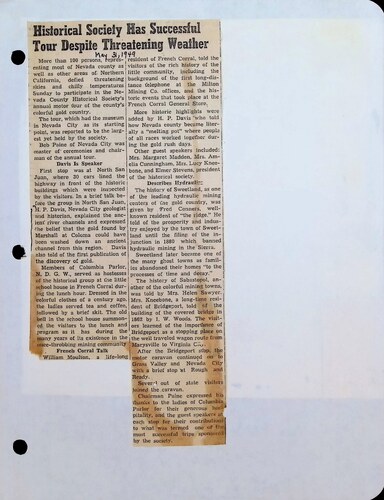 Historical Society Has Successful
Tour Despite Threatening Weather
May 3, 1949
More than 100 persons, represen-
ting most of Nevada county as
well as other areas of Northern
California, defied threatening
skies and chilly temperatures
Sunday to participate in the Ne-
vada County Historical Society's
annual motor tour of the county's
colorful gold country.
The tour, which had the museum
in Nevada City as its starting
point, was reported to be the larg-
est yet held by the society.
Bob Paine of Nevada City was
master of ceremonies and chair-
man of the annual tour.
Davis Is Speaker
First stop was at North San
Juan, where 30 cars lined the
highway in front of the historic
buildings which were inspected
by the visitors. In a brief talk be-
fore the group in North San Juan,
H. P. Davis, Nevada City geologist
and historian, explained the anci-
ent river channels and expressed
the belief that the gold found by
Marshall at Coloma could have
been washed down an ancient
channel from this region. Davis
also told of the first publication of
the discovery of gold.
Members of Columbia Parlor,
N. D. G. W., served as hostesses
of the historical group at the little
school house in French Corral dur-
ing the lunch hour. Dressed in the
colorful clothes of a century ago,
the ladies served tea and coffee,
followed by a brief skit. The old
bell in the school house summon-
ed the visitors to the lunch and
program as it has during the
many years of its existence in the
once-throbbing mining community
French Corral Talk
William Moulton, a life-long
resident of French Corral, told the
visitors of the rich history of the
little community, including the
background of the first long-dis-
tance telephone at the Milton
Mining Co. offices, and the his-
toric events that took place at the
French Corral General Store.
More historic highlights were
added by H. P. Davis who told
how Nevada county became liter-
ally a "melting pot" where people
of all races worked together dur-
ing the gold rush days.
Other guest speakers included:
Mrs. Margaret Madden, Mrs. Ame-
lia Cunningham, Mrs. Lucy Knee-
bone, and Elmer Stevens, president
of the historical society.
Describes Hydraulic
The history of Sweetland, as one
of the leading hydraulic mining
centers of the gold country, was
given by Fred Conners, well-
known resident of "the ridge." He
told of the prosperity and industry
enjoyed by the town of Sweet-
land until the filing of the in-
junction in 1880 which banned
hydraulic mining in the Sierra.
Sweetland later became one of
the many ghost towns as fami-
lies abandoned their homes "to the
processes of time and decay."
The history of Sebastopol, an-
other of the colorful mining towns,
was told by Mrs. Helen Sawyer.
Mrs. Kneebone, a long-time resi-
dent of Bridgeport, told of the
building of the covered bridge in
1862 by I. W. Woods. The visit-
ors learned of the importance of
Bridgeport as a stopping place on
the well traveled wagon route from
Marysville to Virginia
After the Bridgeport stop, the
motor caravan continued to
Grass Valley and Nevada City
with a brief stop at Rough and
Ready.
Several out of state visitors
joined the caravan.
Chairman Paine expressed his
thanks to the ladies of Columbia
Parlor for their generous hos-
pitality, and the guest speakers at
each stop for their contributions
to what was termed one of the
most successful trips sponsored
by the society.